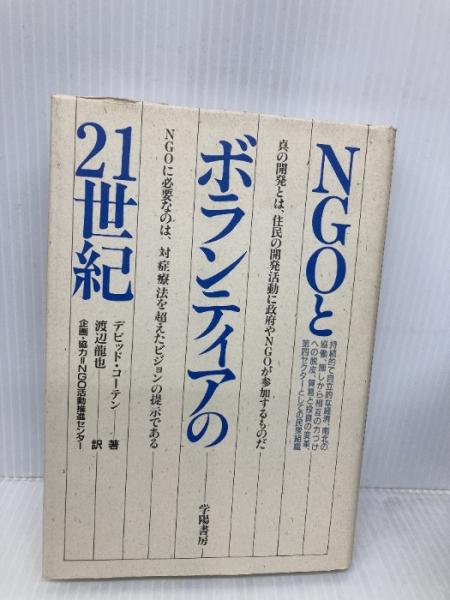 NGOと
ボランティアの
21世紀
持続的で自立的な経済、南北の
協働、施しから相互の力づけ
への脱皮、貿易と投資の変革、
第四セクターとしての民衆組織
真の開発とは、住民の開発活動に政府やNGOが参加するものだ
NGOに必要なのは、対症療法を超えたビジョンの提示である
デビッド・コーテン 著
渡辺龍也 訳
企画・協力=NGO活動推進センター
学陽書房